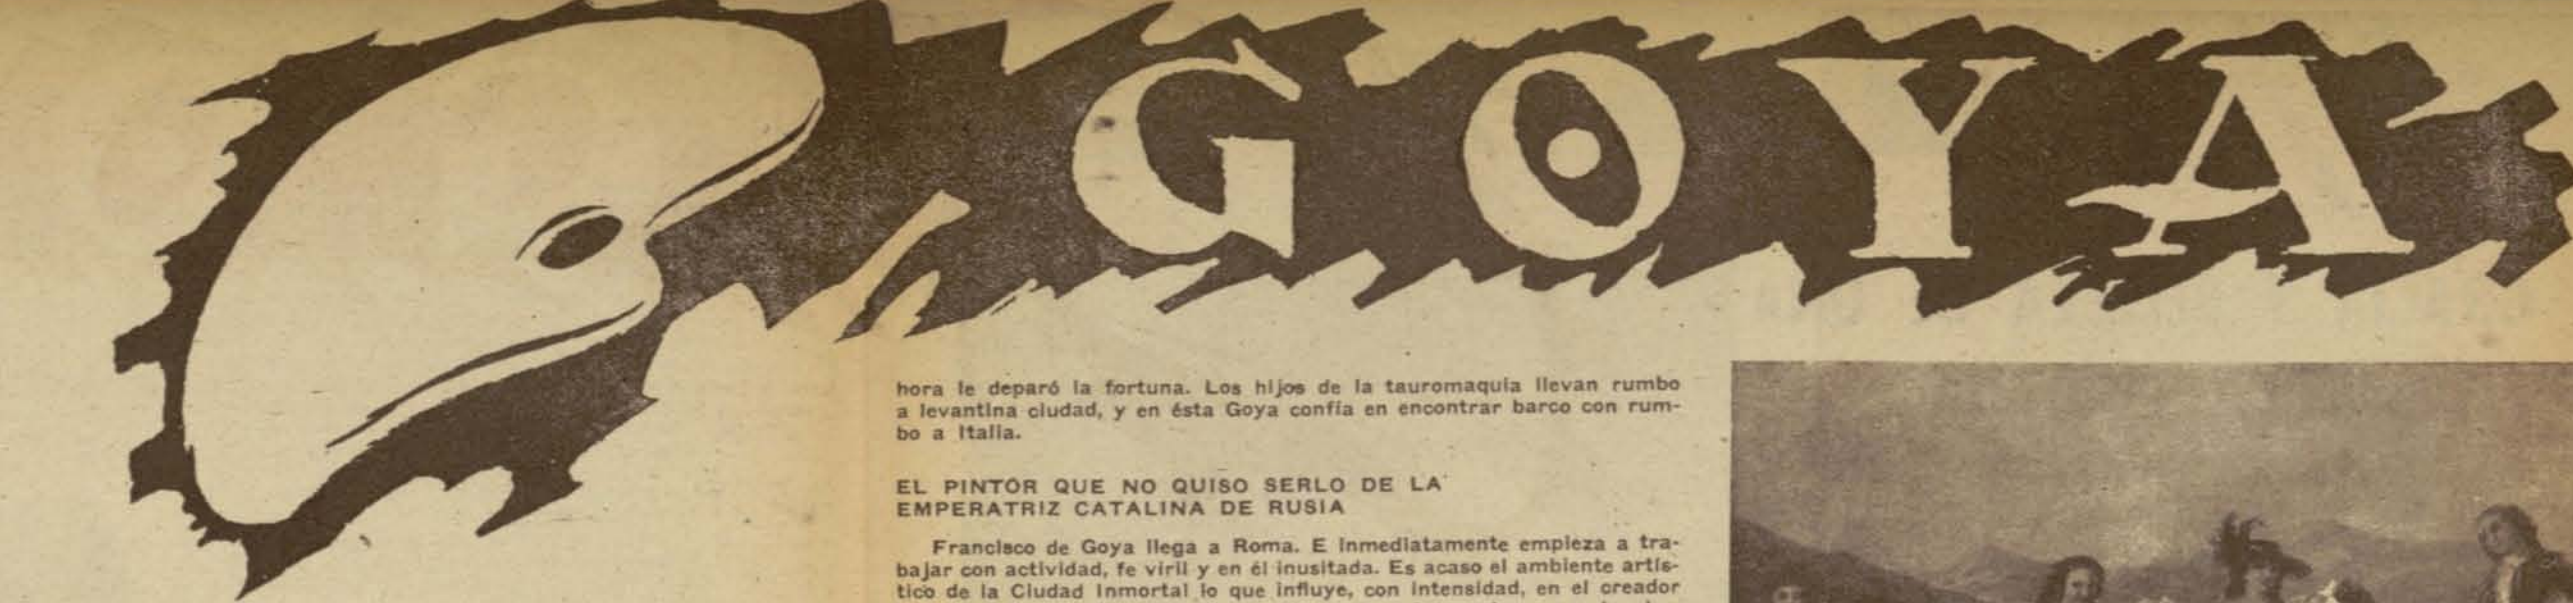 GOYA
hora le deparó la fortuna. Los hijos de la tauromaquia llevan rumbo
a levantina ciudad, y en ésta Goya confía en encontrar barco con rum-
bo a Italia.
EL PINTOR QUE NO QUISO SERLO DE LA
EMPERATRIZ CATALINA DE RUSIA
Francisco de Goya llega a Roma. E inmediatamente empieza a tra-
bajar con actividad, fe viril y en él inusitada. Es acaso el ambiente artís-
tico de la Ciudad Inmortal lo que influye, con intensidad, en el creador